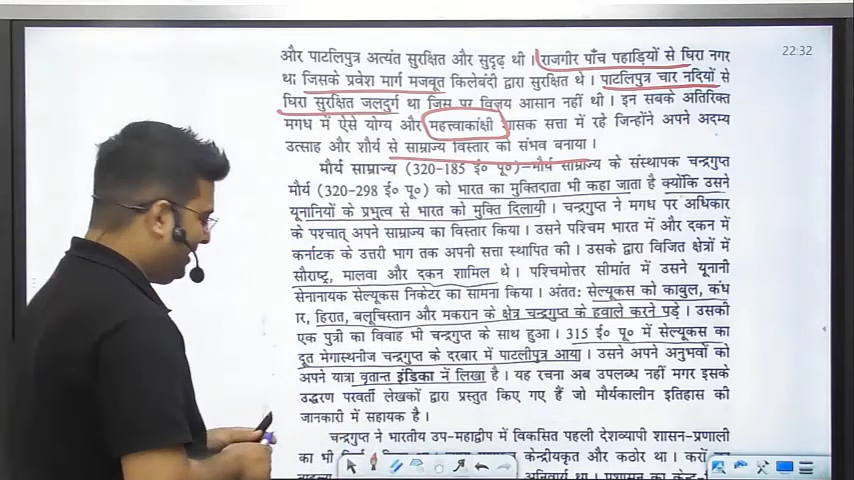 22:32
और पाटलिपुत्र अत्यंत सुरक्षित और सुदृढ़ थी । राजगीर पाँच पहाड़ियों से घिरा नगर
था जिसके प्रवेश मार्ग मजबूत किलेबंदी द्वारा सुरक्षित थे । पाटलिपुत्र चार नदियों से
घिरा सुरक्षित जलदुर्ग था जिस पर विजय आसान नहीं थी । इन सबके अतिरिक्त
मगध में ऐसे योग्य और महत्त्वाकांक्षी शासक सत्ता में रहे जिन्होंने अपने अदम्य
उत्साह और शौर्य से साम्राज्य विस्तार को संभव बनाया ।
मौर्य साम्राज्य (320-185 ई० पू०)–मौर्य साम्राज्य के संस्थापक चन्द्रगुप्त
मौर्य (320-298 ई० पू०) को भारत का मुक्तिदाता भी कहा जाता है क्योंकि उसने
यूनानियों के प्रभुत्व से भारत को मुक्ति दिलायी । चन्द्रगुप्त ने मगध पर अधिकार
के पश्चात् अपने साम्राज्य का विस्तार किया । उसने पश्चिम भारत में और दकन में
कर्नाटक के उत्तरी भाग तक अपनी सत्ता स्थापित की । उसके द्वारा विजित क्षेत्रों में
सौराष्ट्र, मालवा और दकन शामिल थे । पश्चिमोत्तर सीमांत में उसने यूनानी
सेनानायक सेल्यूकस निकेटर का सामना किया । अंततः सेल्यूकस को काबुल, कंध
ार, हिरात, बलूचिस्तान और मकरान के क्षेत्र चन्द्रगुप्त के हवाले करने पड़े । उसकी
एक पुत्री का विवाह भी चन्द्रगुप्त के साथ हुआ । 315 ई० पू० में सेल्यूकस का
दूत मेगास्थनीज चन्द्रगुप्त के दरबार में पाटलीपुत्र आया । उसने अपने अनुभवों को
अपने यात्रा वृतान्त इंडिका में लिखा है । यह रचना अब उपलब्ध नहीं मगर इसके
उद्धरण परवर्ती लेखकों द्वारा प्रस्तुत किए गए हैं जो मौर्यकालीन इतिहास की
जानकारी में सहायक है ।
चन्द्रगुप्त ने भारतीय उप-महाद्वीप में विकसित पहली देशव्यापी शासन-प्रणाली
का भी केन्द्रीयकृत और कठोर था । करों
अनिवार्य था ।